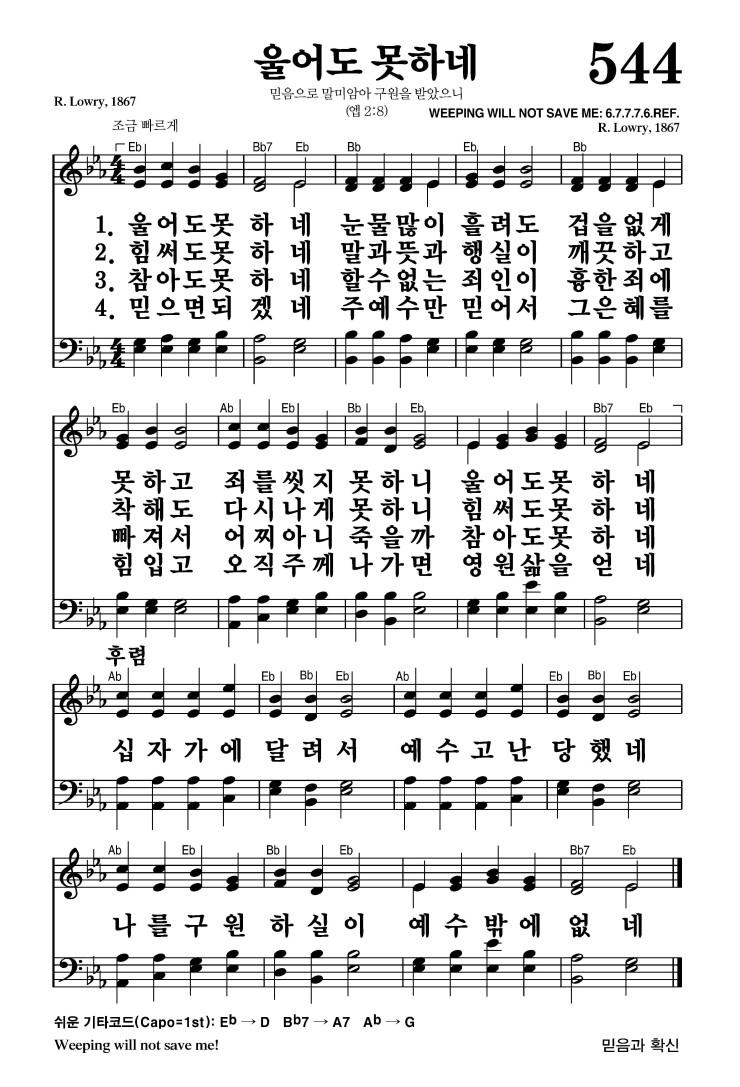 울어도 못하네
544
믿음으로 말미암아 구원을 받았으니
(엡 2:8)
R. Lowry, 1867
WEEPING WILL NOT SAVE ME: 6.7.7.7.6.REF.
R. Lowry, 1867
조금 빠르게
Eb Bb7 Eb Bb Eb Bb Bb
1. 울어도못 하 네 눈물많이 흘려도 겁을없게
2. 힘써도못 하 네 말과뜻과 행실이 깨끗하고
3. 참아도못 하 네 할수없는 죄인이 흉한죄에
4. 믿으면되 겠 네 주예수만 믿어서 그은혜를
Eb Ab Eb Bb Eb Bb7 Eb
못하고 죄를씻지 못하니 울어도못 하 네
착해도 다시나게 못하니 힘써도못 하 네
빠져서 어찌아니 죽을까 참아도못 하 네
힘입고 오직주께 나가면 영원삶을 얻 네
후렴
Ab Eb Bb Eb Ab Eb Bb Eb
십자가에 달려서 예수고난 당했네
Ab Eb Bb Eb Bb7 Eb
나를구원 하실이 예수밖에 없 네
쉬운 기타코드(Capo=1st): Eb → D Bb7 → A7 Ab → G
Weeping will not save me!
믿음과 확신